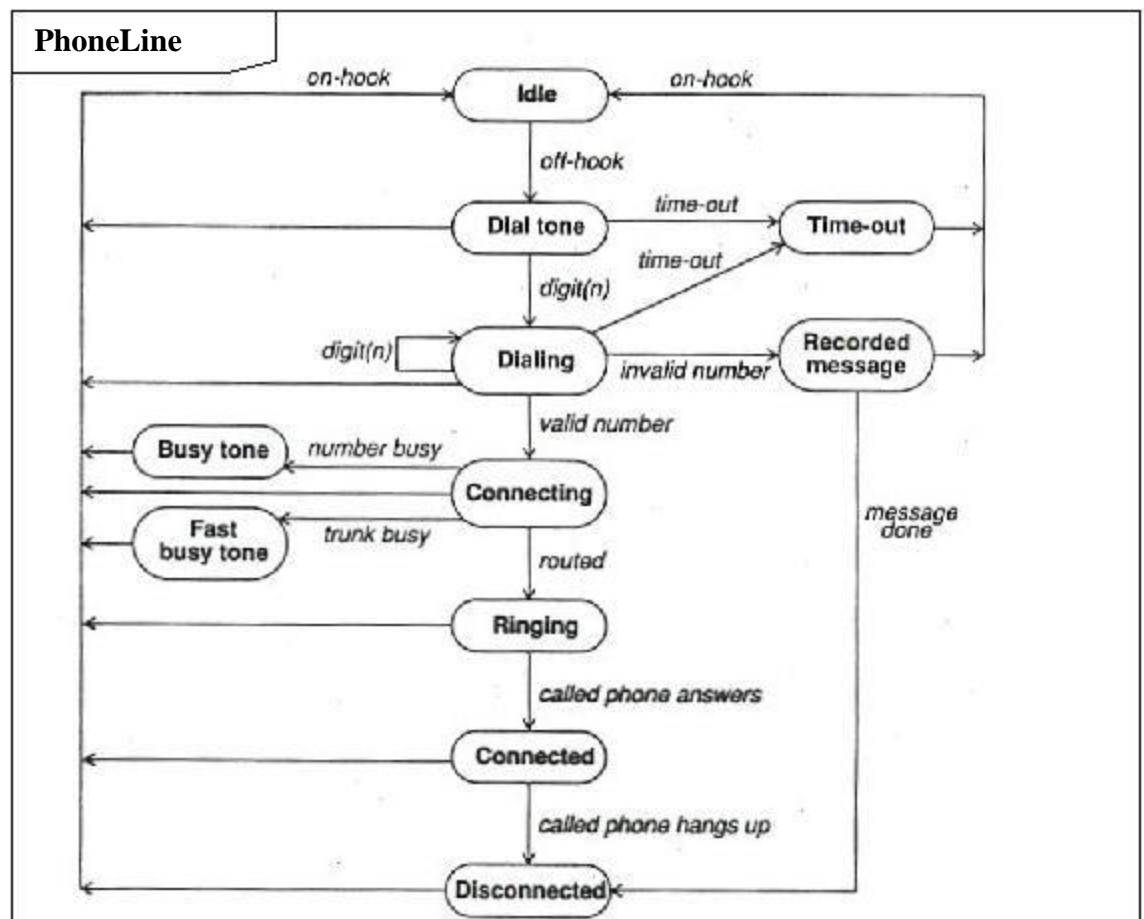 PhoneLine
on-hook
Idle
on-hook
off-hook
Dial tone
time-out
Time-out
time-out
digit(n)
digit(n)
Dialing
invalid number
Recorded
message
valid number
Busy tone
number busy
Connecting
Fast
busy tone
trunk busy
message
done
routed
Ringing
called phone answers
Connected
called phone hangs up
Disconnected